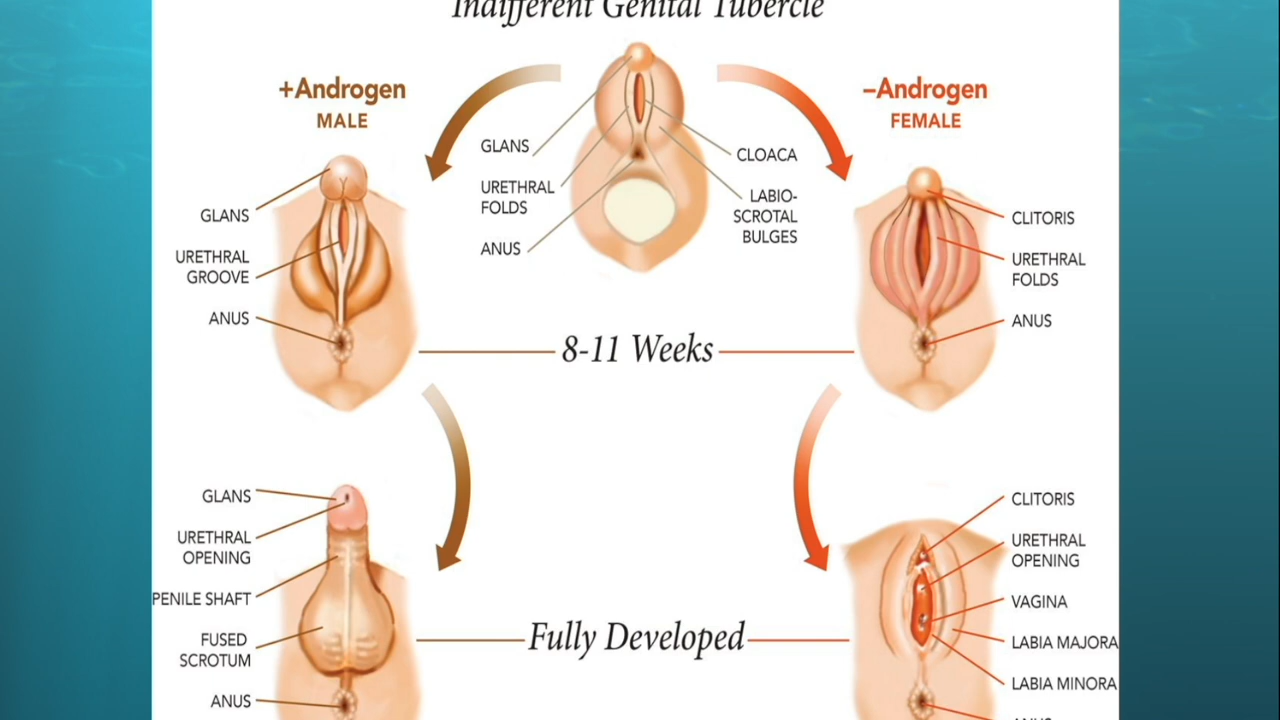 Indifferent Genital Tubercle
+Androgen
MALE
–Androgen
FEMALE
GLANS
URETHRAL
FOLDS
ANUS
CLOACA
LABIO-
SCROTAL
BULGES
GLANS
URETHRAL
GROOVE
ANUS
CLITORIS
URETHRAL
FOLDS
ANUS
8-11 Weeks
GLANS
URETHRAL
OPENING
PENILE SHAFT
FUSED
SCROTUM
ANUS
CLITORIS
URETHRAL
OPENING
VAGINA
LABIA MAJORA
LABIA MINORA
ANUS
Fully Developed